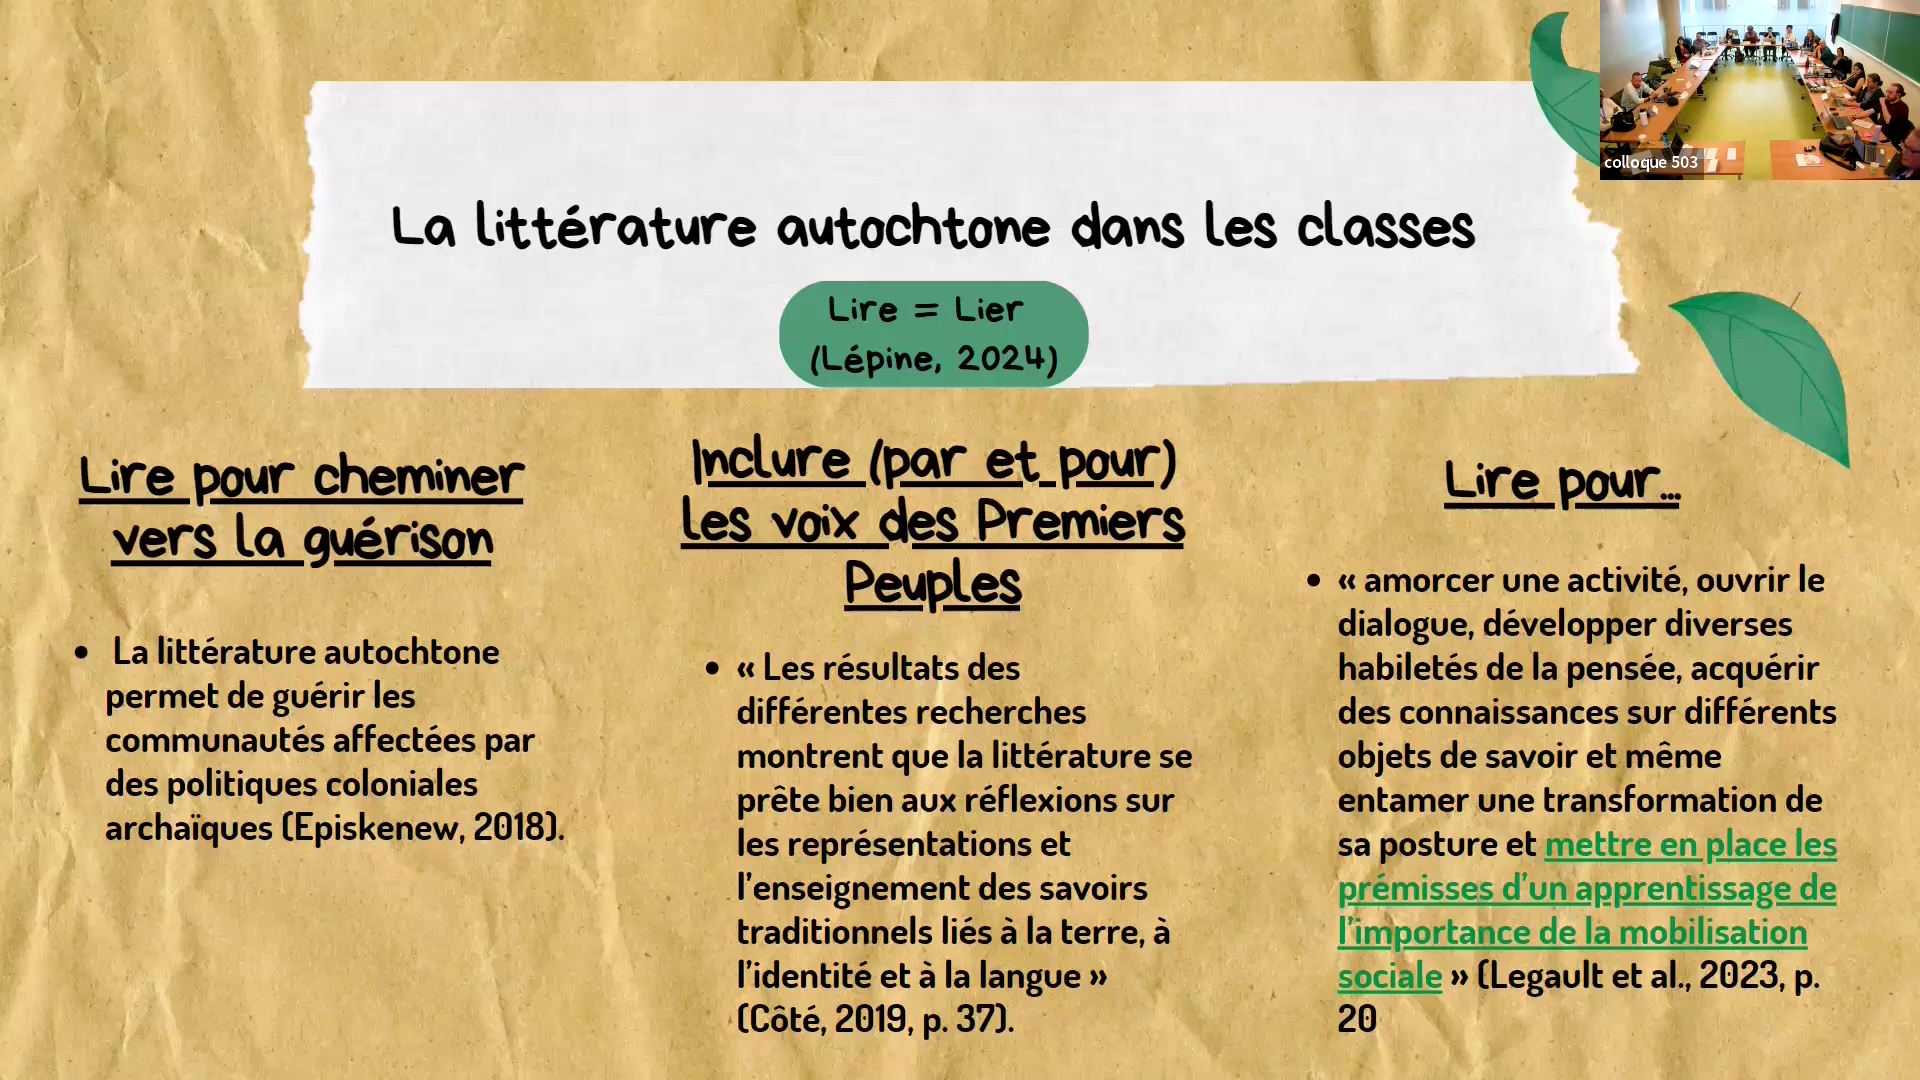 colloque 503
La littérature autochtone dans les classes
Lire = Lier
(Lépine, 2024)
Lire pour cheminer
vers la guérison
La littérature autochtone
permet de guérir les
communautés affectées par
des politiques coloniales
archaïques (Episkenew, 2018).
Inclure (par et pour)
les voix des Premiers
Peuples
« Les résultats des
différentes recherches
montrent que la littérature se
prête bien aux réflexions sur
les représentations et
l'enseignement des savoirs
traditionnels liés à la terre, à
l'identité et à la langue »
(Côté, 2019, p. 37).
Lire pour...
« amorcer une activité, ouvrir le
dialogue, développer diverses
habiletés de la pensée, acquérir
des connaissances sur différents
objets de savoir et même
entamer une transformation de
sa posture et mettre en place les
prémisses d'un apprentissage de
l'importance de la mobilisation
sociale » (Legault et al., 2023, p.
20